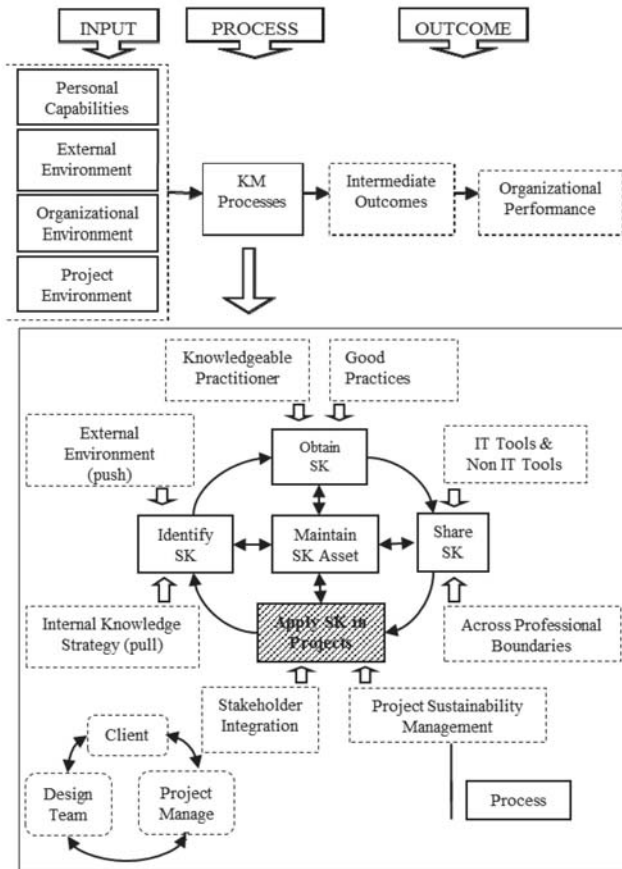 INPUT
PROCESS
OUTCOME
Personal
Capabilities
External
Environment
Organizational
Environment
Project
Environment
KM
Processes
Intermediate
Outcomes
Organizational
Performance
Knowledgeable
Practitioner
Good
Practices
External
Environment
(push)
Obtain
SK
IT Tools &
Non IT Tools
Identify
SK
Maintain
SK Asset
Share
SK
Internal Knowledge
Strategy (pull)
Apply SK in
Projects
Across Professional
Boundaries
Stakeholder
Integration
Project Sustainability
Management
Client
Design
Team
Project
Manage
Process